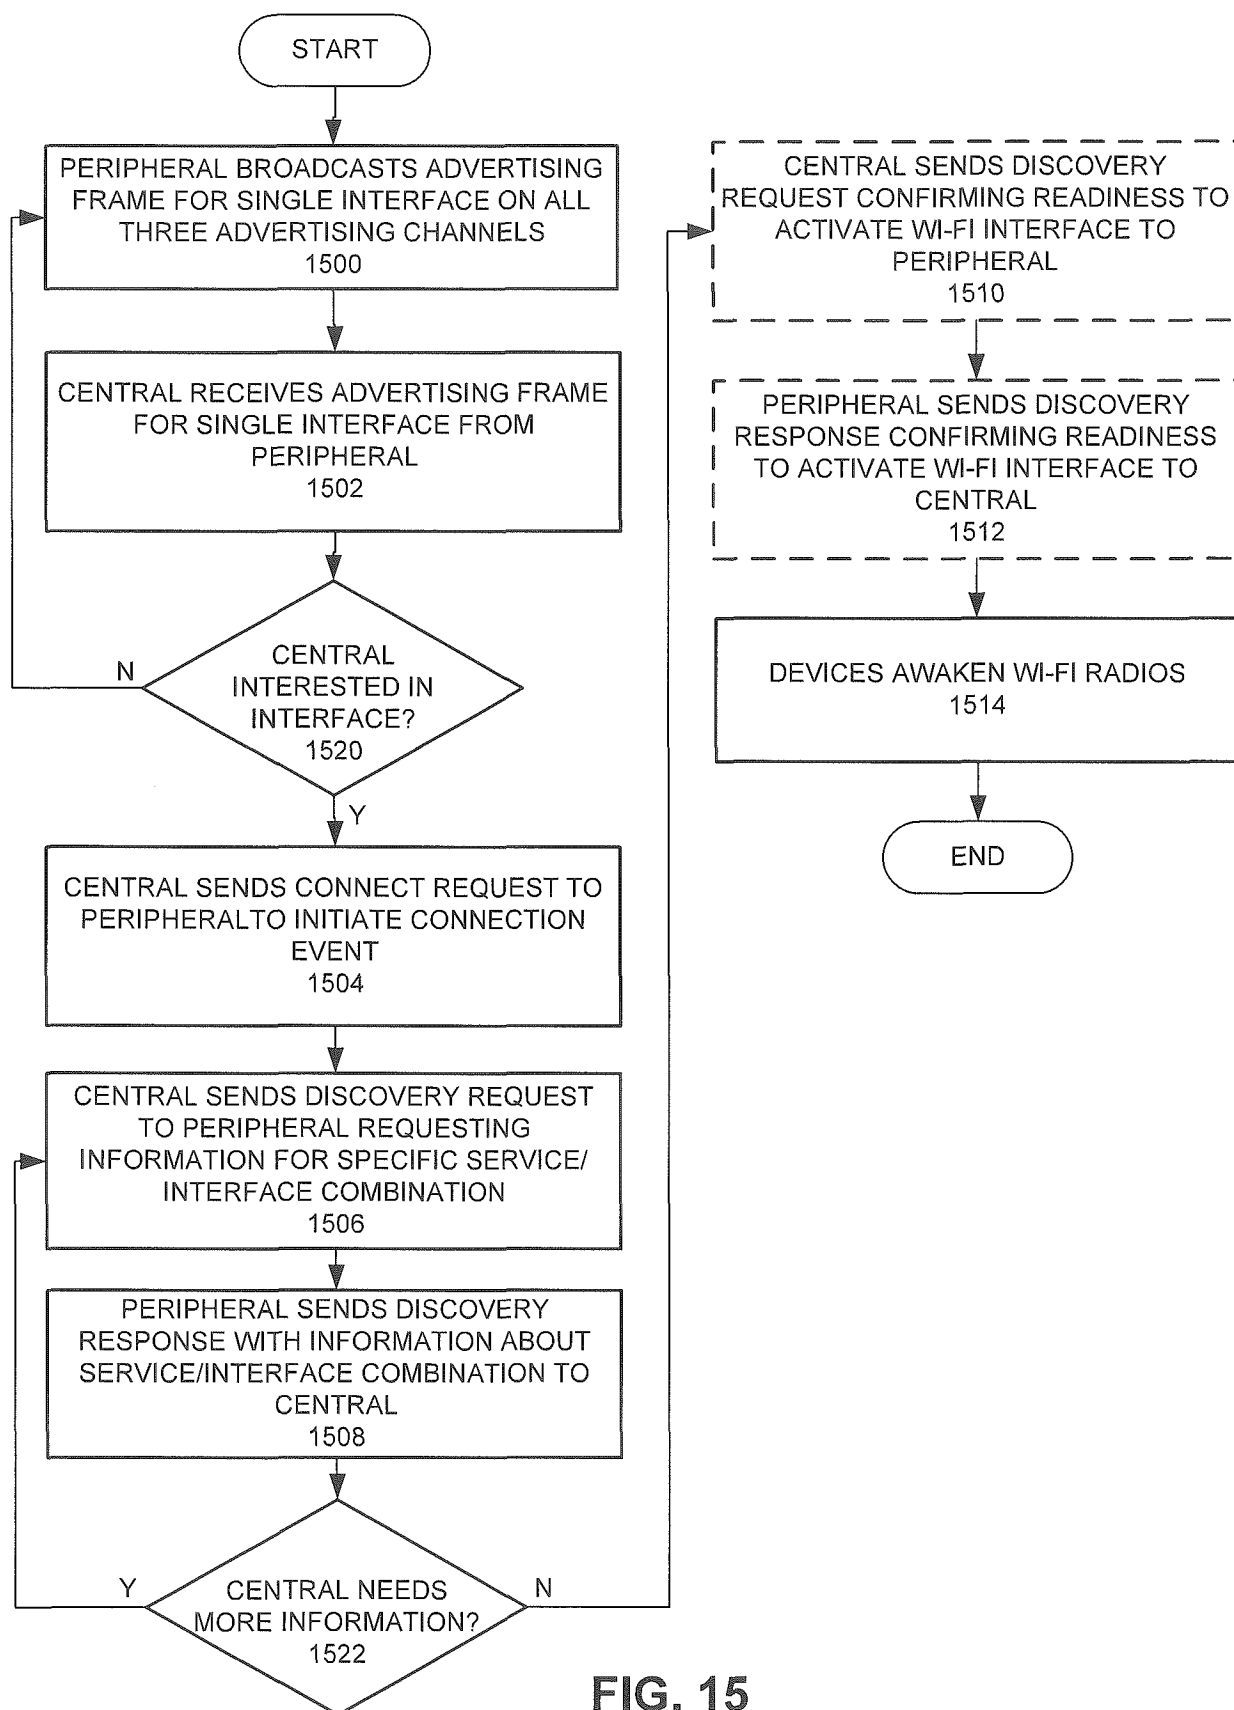 START
PERIPHERAL BROADCASTS ADVERTISING
FRAME FOR SINGLE INTERFACE ON ALL
THREE ADVERTISING CHANNELS
1500
CENTRAL RECEIVES ADVERTISING FRAME
FOR SINGLE INTERFACE FROM
PERIPHERAL
1502
N
CENTRAL
INTERESTED IN
INTERFACE?
1520
Y
CENTRAL SENDS CONNECT REQUEST TO
PERIPHERALTO INITIATE CONNECTION
EVENT
1504
CENTRAL SENDS DISCOVERY REQUEST
TO PERIPHERAL REQUESTING
INFORMATION FOR SPECIFIC SERVICE/
INTERFACE COMBINATION
1506
PERIPHERAL SENDS DISCOVERY
RESPONSE WITH INFORMATION ABOUT
SERVICE/INTERFACE COMBINATION TO
CENTRAL
1508
Y
CENTRAL NEEDS
MORE INFORMATION?
1522
N
CENTRAL SENDS DISCOVERY
REQUEST CONFIRMING READINESS TO
ACTIVATE WI-FI INTERFACE TO
PERIPHERAL
1510
PERIPHERAL SENDS DISCOVERY
RESPONSE CONFIRMING READINESS
TO ACTIVATE WI-FI INTERFACE TO
CENTRAL
1512
DEVICES AWAKEN WI-FI RADIOS
1514
END
FIG. 15